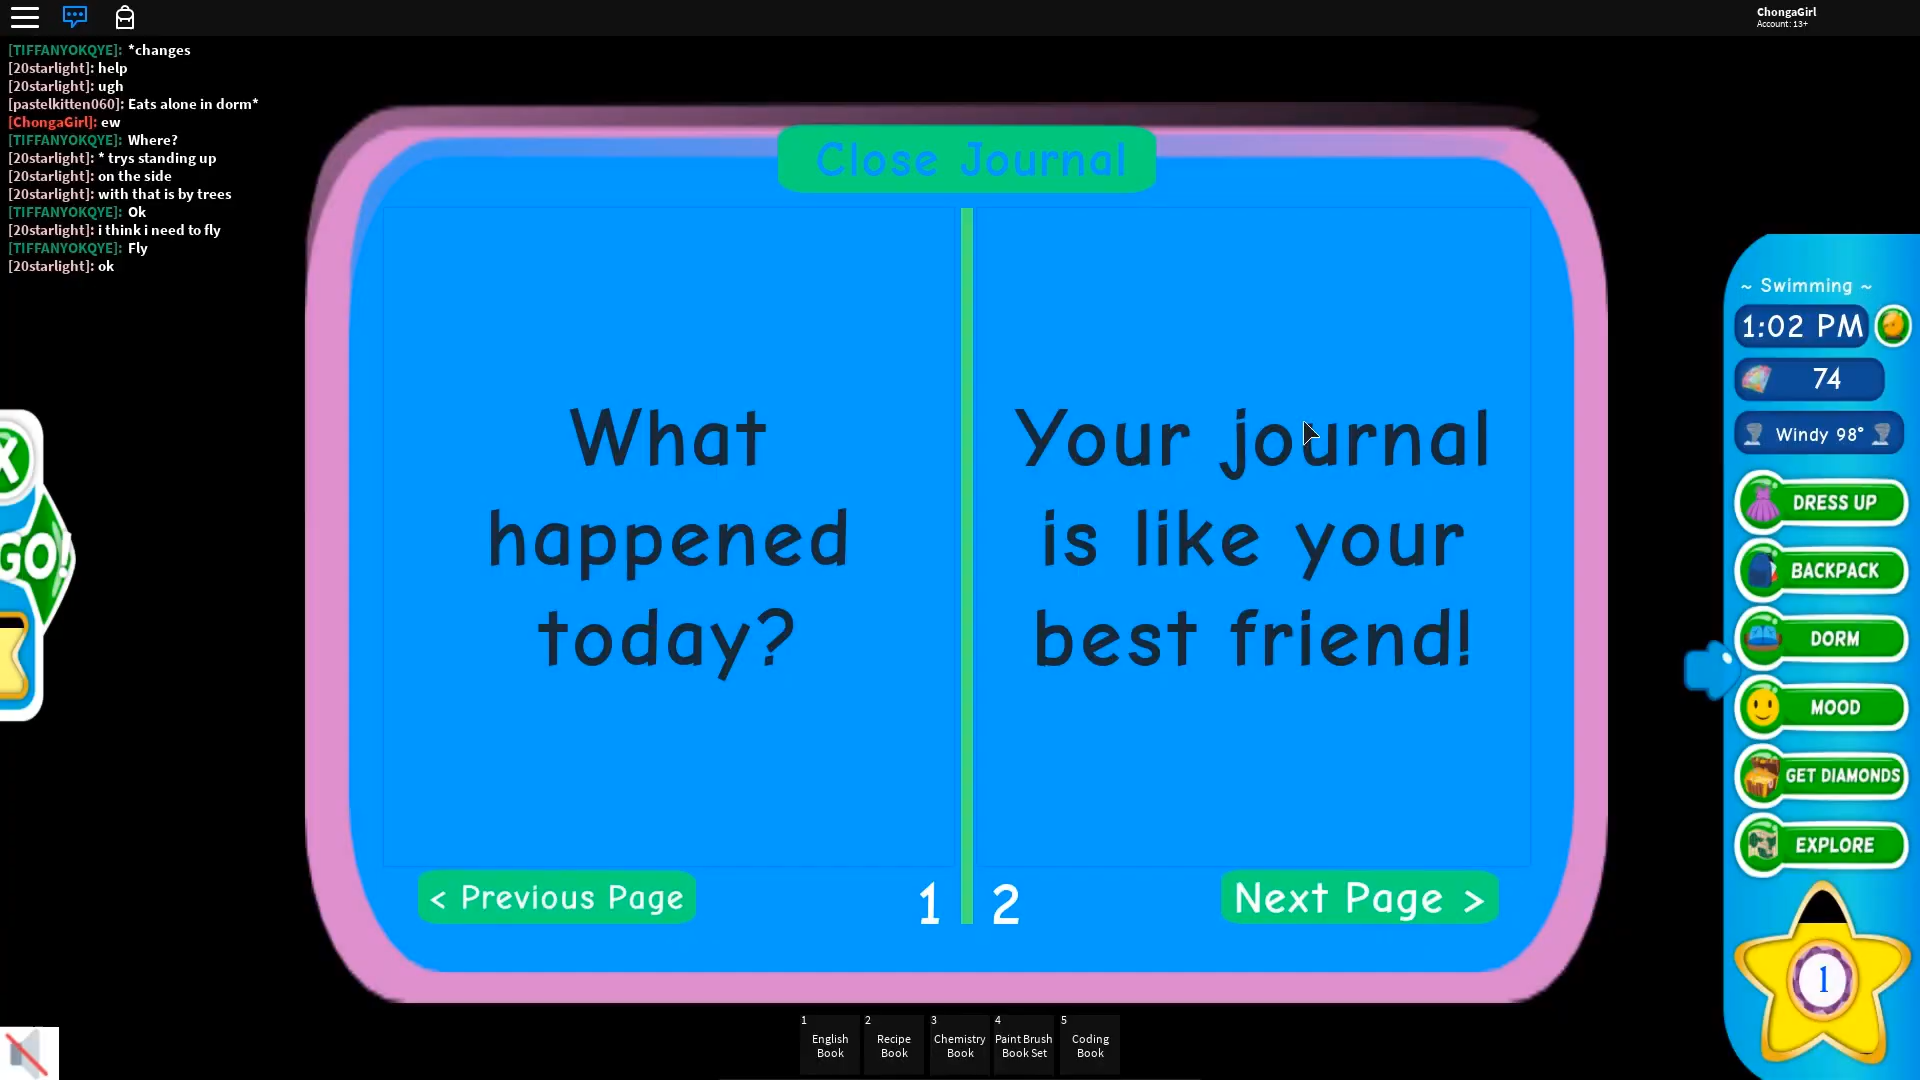 ChongaGirl
Account: 13+
[TIFFANYOKQYE]: *changes
[20starlight]: help
[20starlight]: ugh
[pastelkitten060]: Eats alone in dorm*
[ChongaGirl]: ew
[TIFFANYOKQYE]: Where?
[20starlight]: * trys standing up
[20starlight]: on the side
[20starlight]: with that is by trees
[TIFFANYOKQYE]: Ok
[20starlight]: i think i need to fly
[TIFFANYOKQYE]: Fly
[20starlight]: ok
Close Journal
What
happened
today?
Your journal
is like your
best friend!
< Previous Page
1
2
Next Page >
X
GO!
~ Swimming ~
1:02 PM
74
Windy 98°
DRESS UP
BACKPACK
DORM
MOOD
GET DIAMONDS
EXPLORE
1
1
English
Book
2
Recipe
Book
3
Chemistry
Book
4
Paint Brush
Book Set
5
Coding
Book